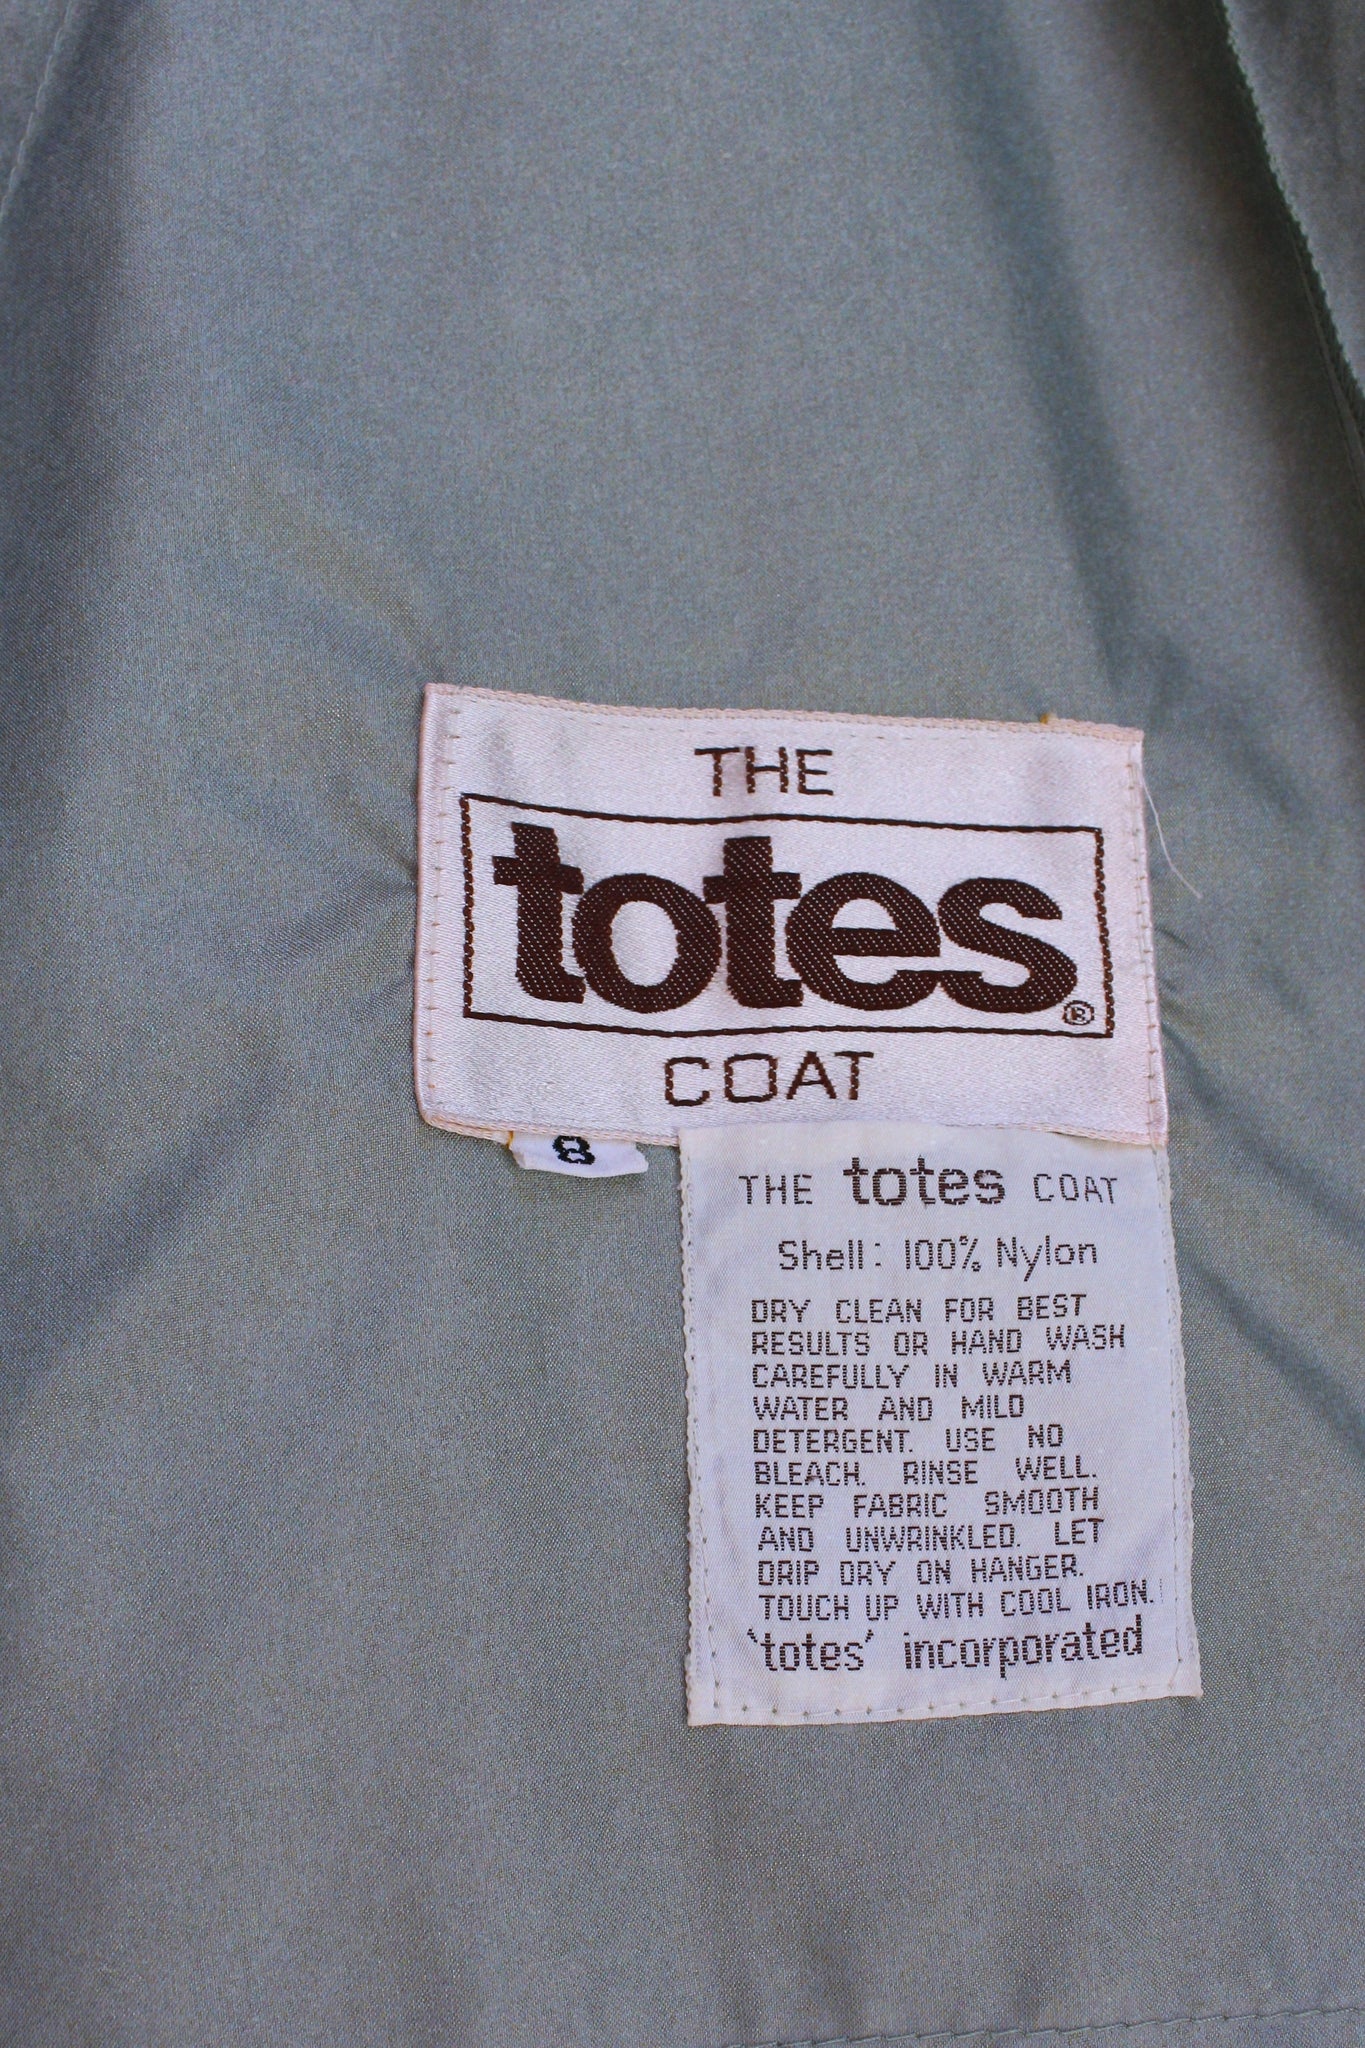 THE
totes®
COAT
8
THE totes COAT
Shell: 100% Nylon
DRY CLEAN FOR BEST
RESULTS OR HAND WASH
CAREFULLY IN WARM
WATER AND MILD
DETERGENT. USE NO
BLEACH. RINSE WELL.
KEEP FABRIC SMOOTH
AND UNWRINKLED. LET
DRIP DRY ON HANGER.
TOUCH UP WITH COOL IRON.
'totes' incorporated